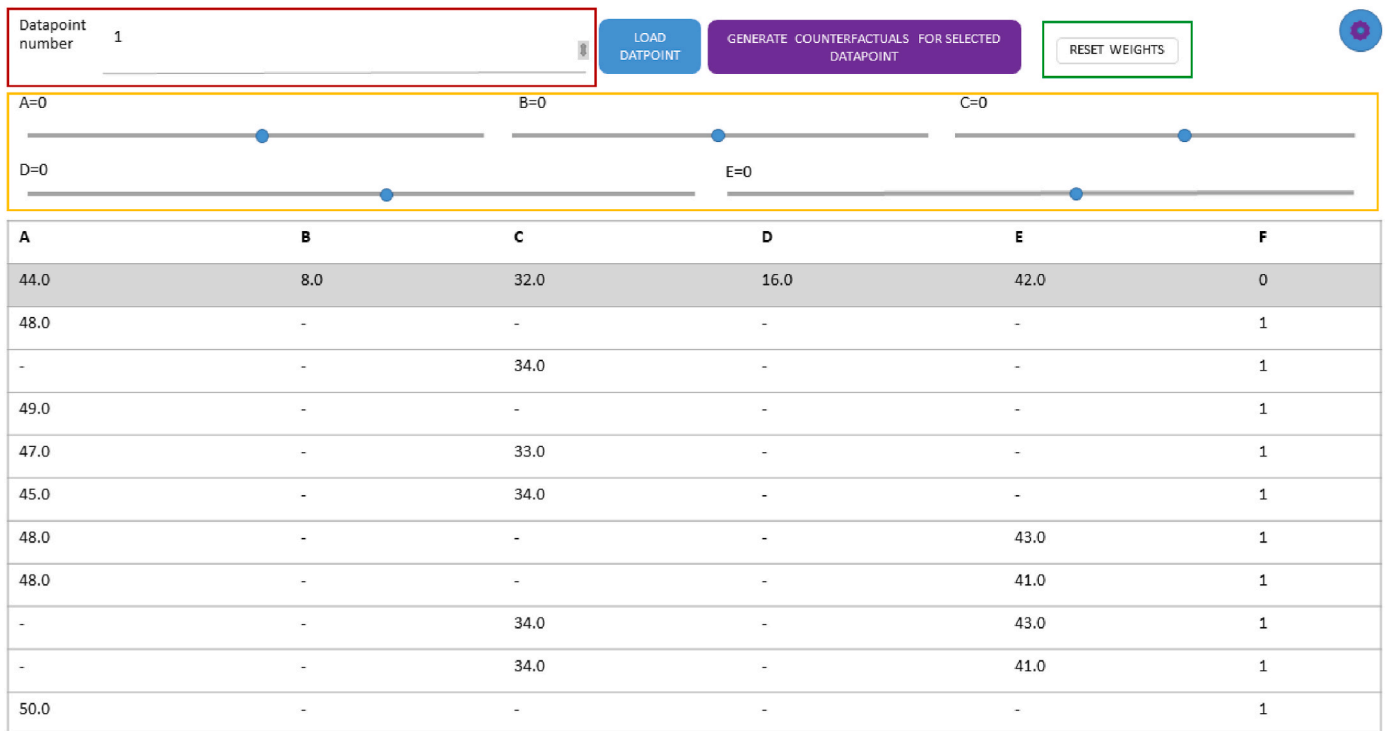 Datapoint
number
1
LOAD
DATPOINT
GENERATE COUNTERFACTUALS FOR SELECTED
DATAPOINT
RESET WEIGHTS
A=0 B=0 C=0
D=0 E=0
A B C D E F
44.0 8.0 32.0 16.0 42.0 0
48.0 - - - - 1
- - 34.0 - - 1
49.0 - - - - 1
47.0 - 33.0 - - 1
45.0 - 34.0 - - 1
48.0 - - - 43.0 1
48.0 - - - 41.0 1
- - 34.0 - 43.0 1
- - 34.0 - 41.0 1
50.0 - - - - 1